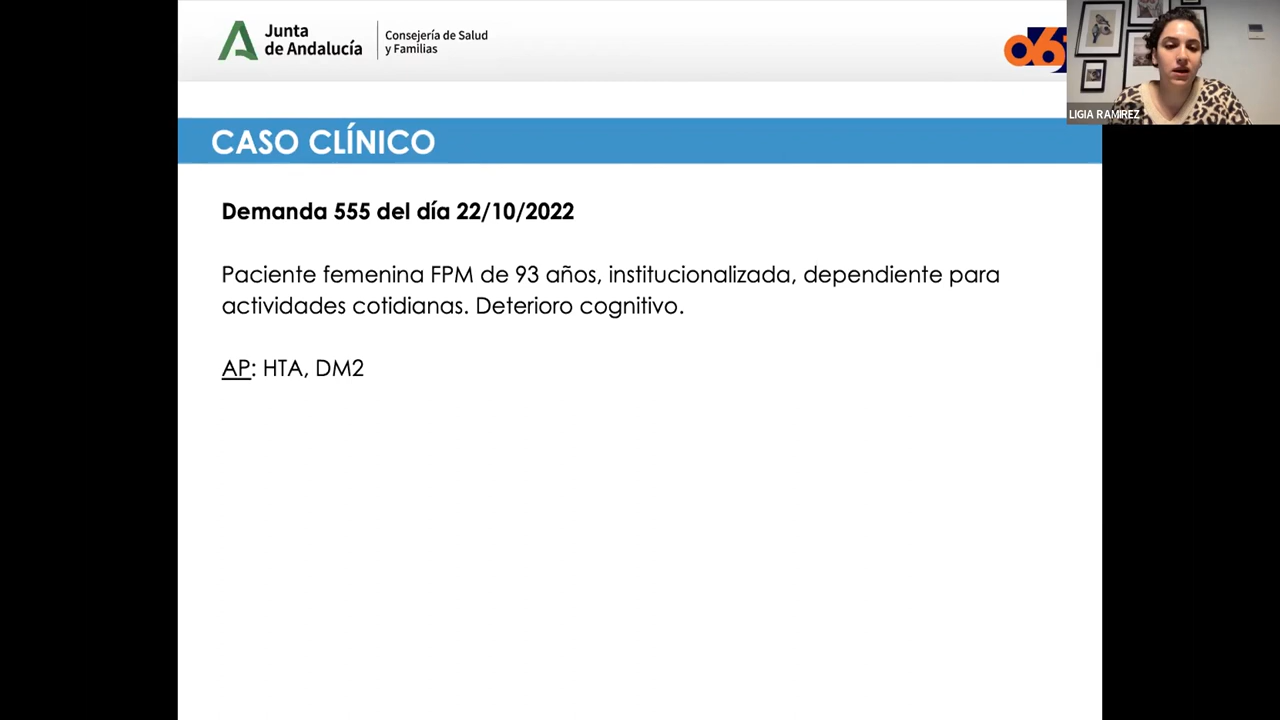 Junta
de Andalucía
Consejería de Salud
y Familias
061
LIGIA RAMIREZ
CASO CLÍNICO
Demanda 555 del día 22/10/2022
Paciente femenina FPM de 93 años, institucionalizada, dependiente para
actividades cotidianas. Deterioro cognitivo.
AP: HTA, DM2